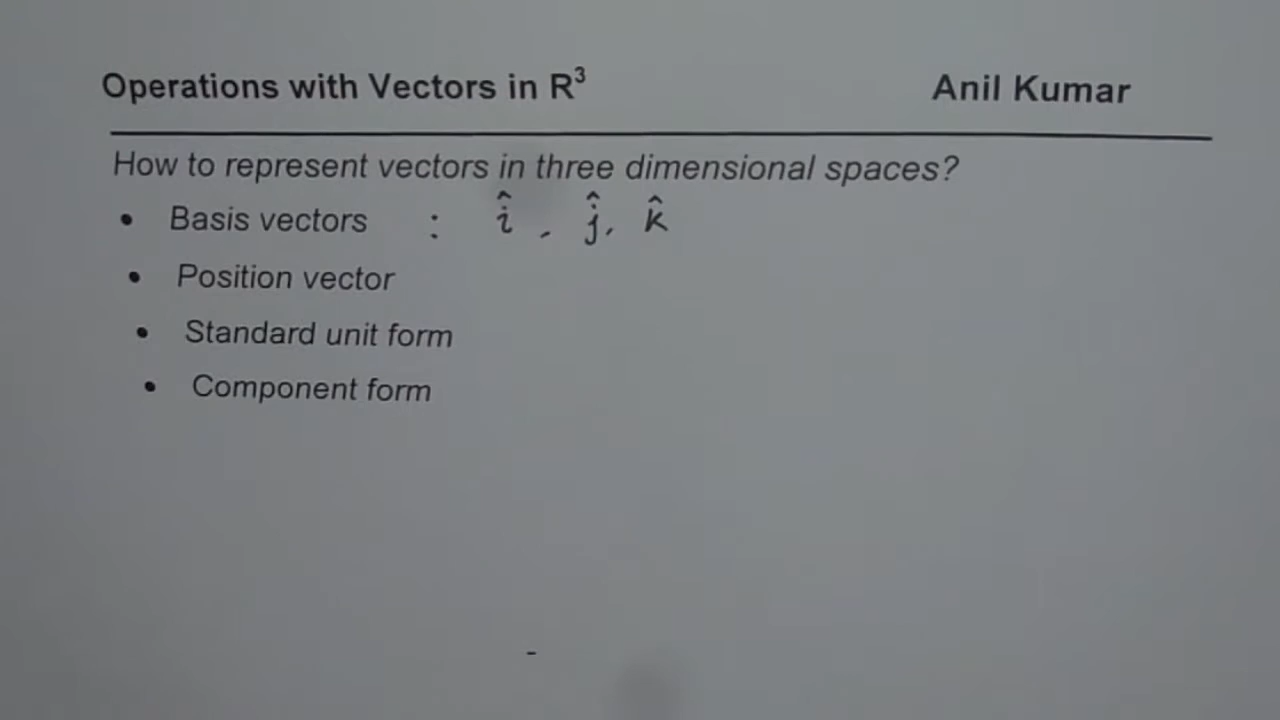 Operations with Vectors in R³ Anil Kumar
How to represent vectors in three dimensional spaces?
• Basis vectors : î , ĵ, k̂
• Position vector
• Standard unit form
• Component form